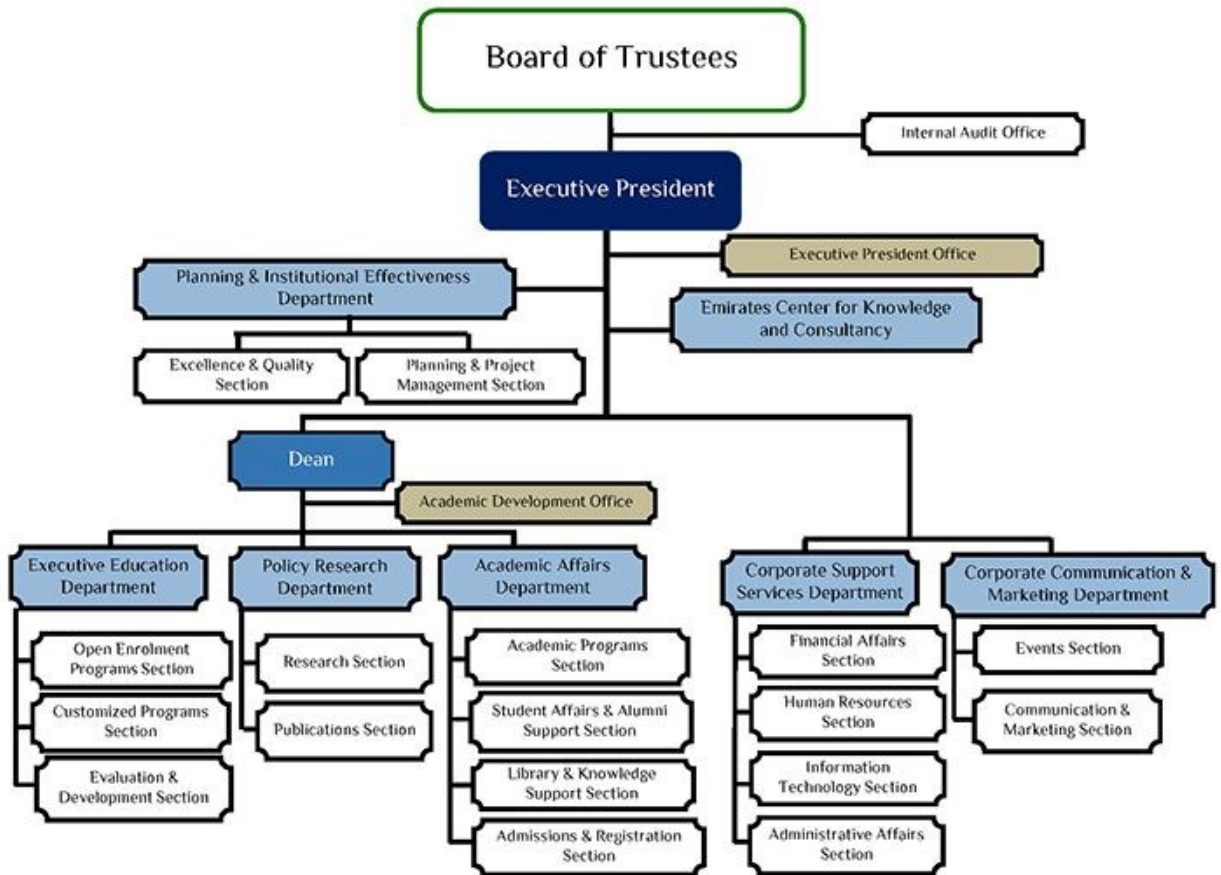 Board of Trustees
Internal Audit Office
Executive President
Executive President Office
Planning & Institutional Effectiveness
Department
Emirates Center for Knowledge
and Consultancy
Excellence & Quality
Section
Planning & Project
Management Section
Dean
Academic Development Office
Executive Education
Department
Policy Research
Department
Academic Affairs
Department
Corporate Support
Services Department
Corporate Communication &
Marketing Department
Open Enrolment
Programs Section
Customized Programs
Section
Evaluation &
Development Section
Research Section
Publications Section
Academic Programs
Section
Student Affairs & Alumni
Support Section
Library & Knowledge
Support Section
Admissions & Registration
Section
Financial Affairs
Section
Human Resources
Section
Information
Technology Section
Administrative Affairs
Section
Events Section
Communication &
Marketing Section